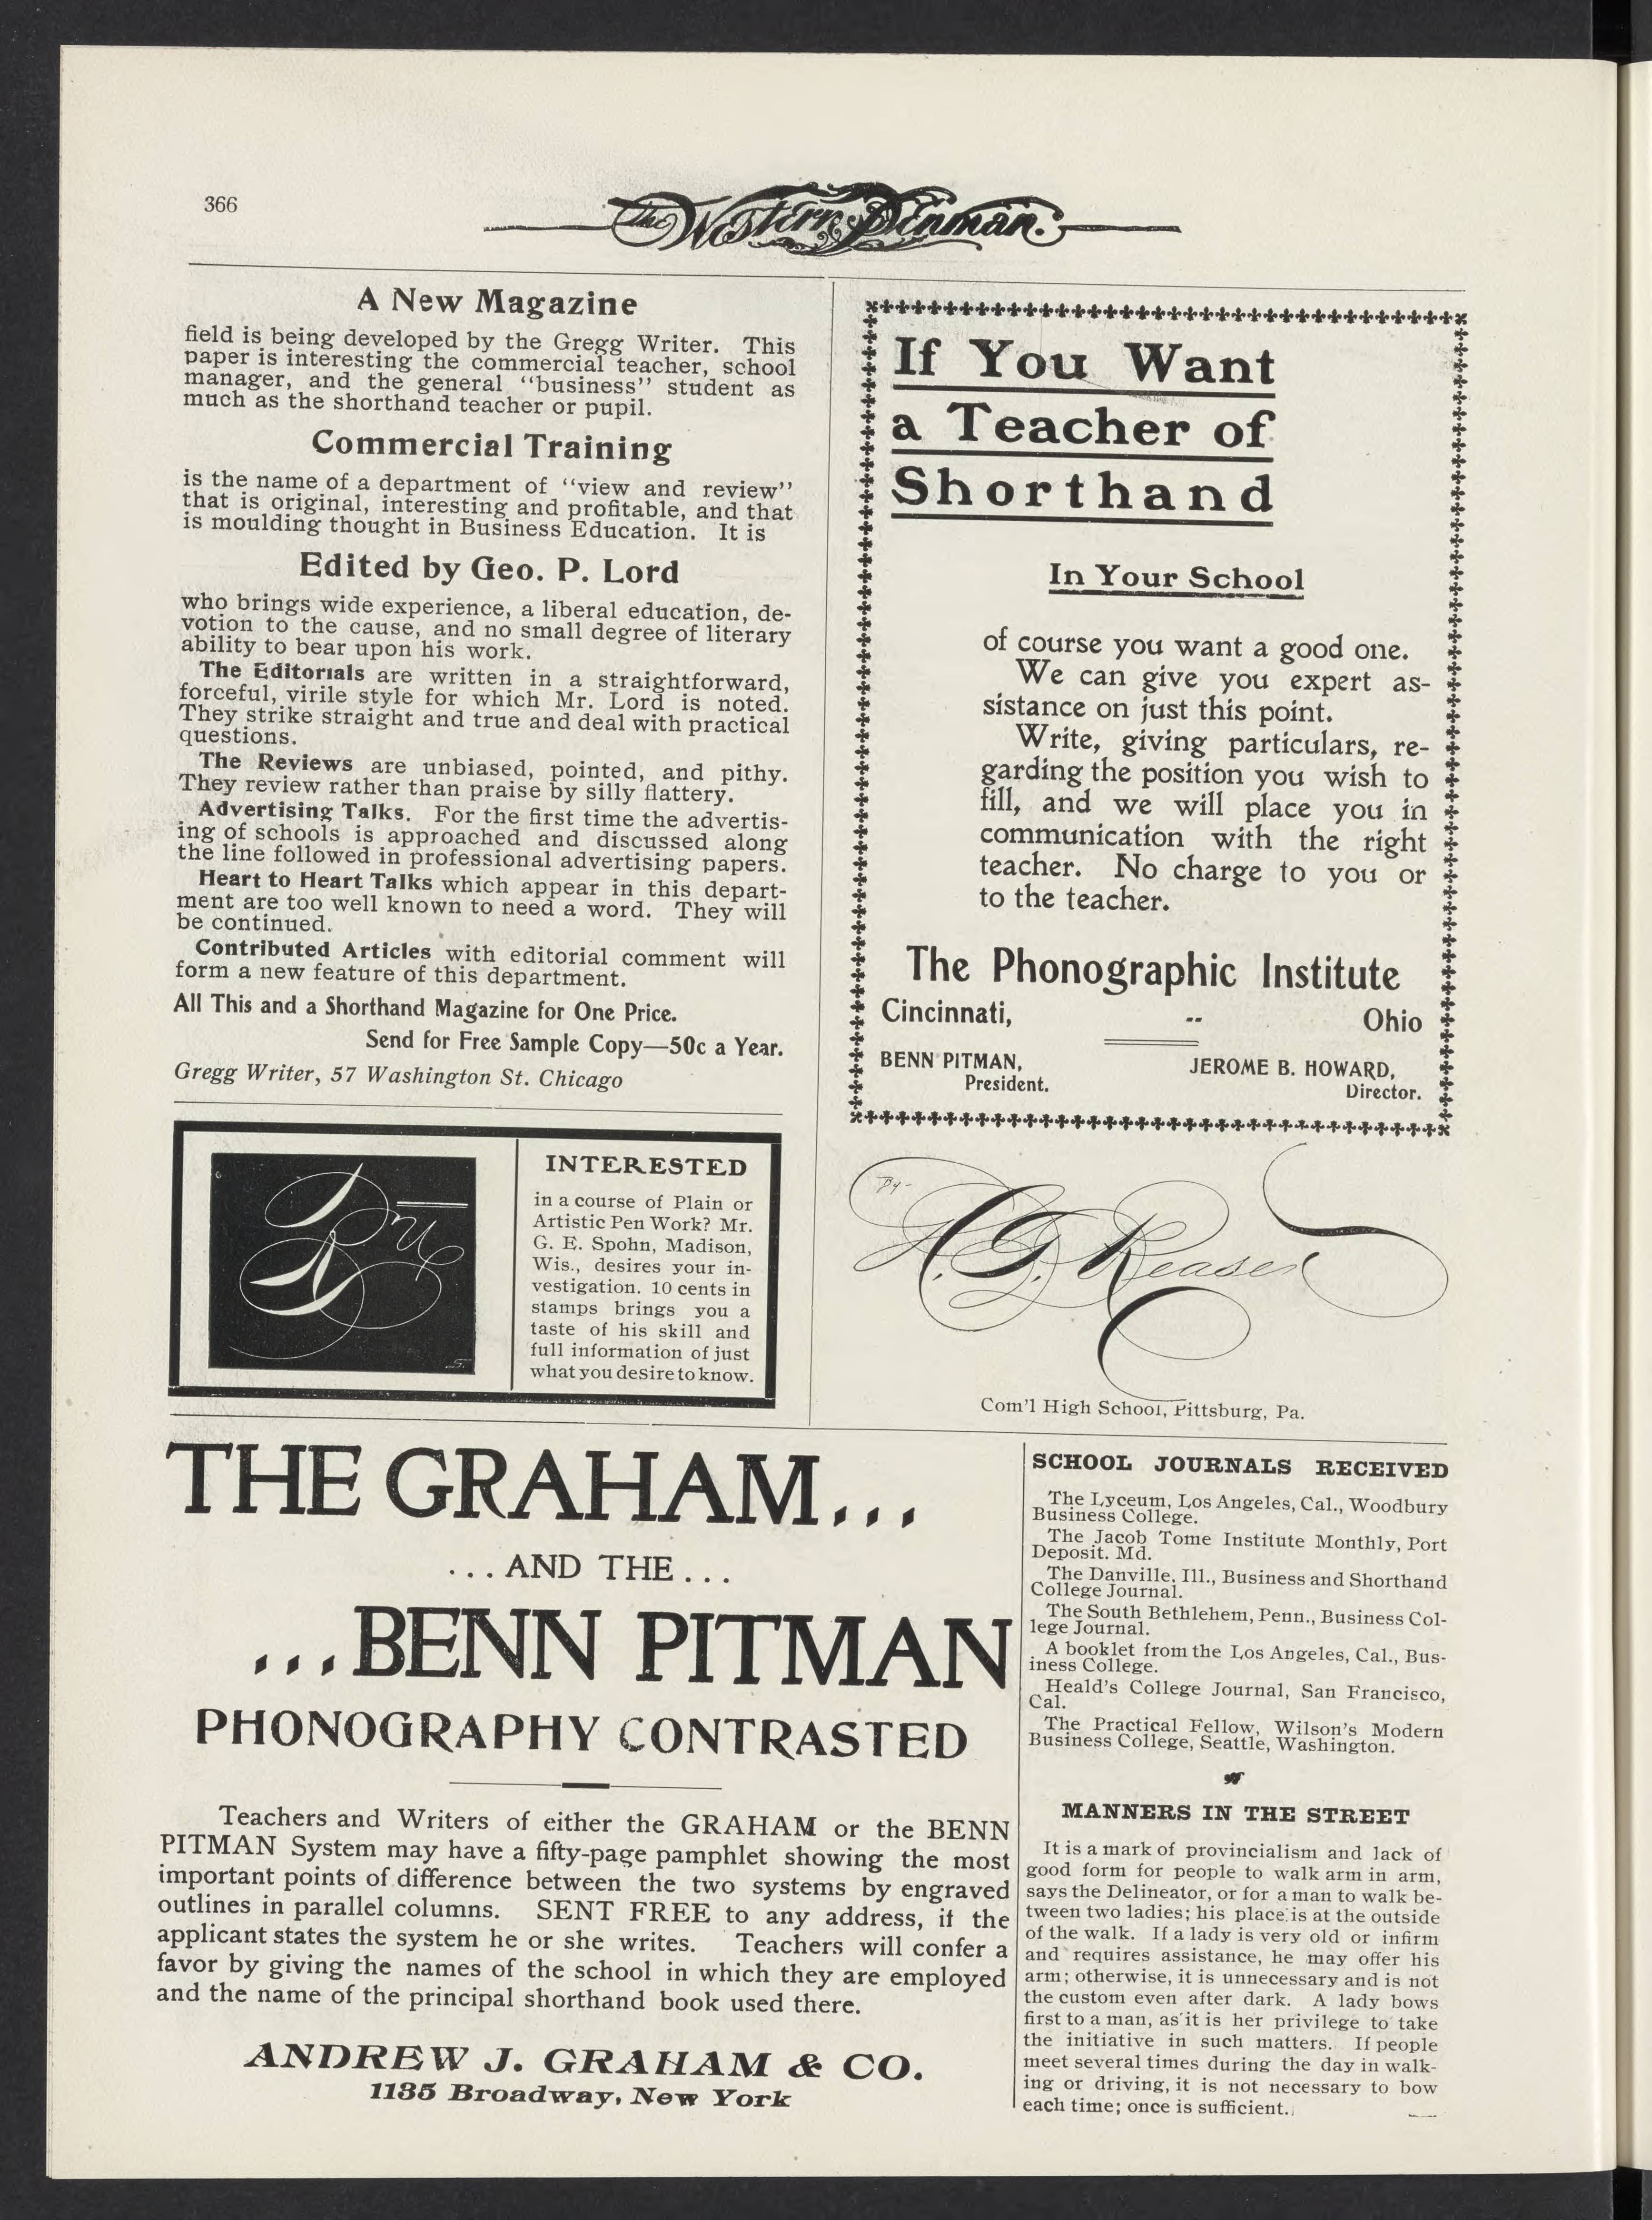 366
The Western Penman.
A New Magazine
field is being developed by the Gregg Writer. This
paper is interesting the commercial teacher, school
manager, and the general "business" student as
much as the shorthand teacher or pupil.
Commercial Training
is the name of a department of "view and review"
that is original, interesting and profitable, and that
is moulding thought in Business Education. It is
Edited by Geo. P. Lord
who brings wide experience, a liberal education, de-
votion to the cause, and no small degree of literary
ability to bear upon his work.
The Editorials are written in a straightforward,
forceful, virile style for which Mr. Lord is noted.
They strike straight and true and deal with practical
questions.
The Reviews are unbiased, pointed, and pithy.
They review rather than praise by silly flattery.
Advertising Talks. For the first time the advertis-
ing of schools is approached and discussed along
the line followed in professional advertising papers.
Heart to Heart Talks which appear in this depart-
ment are too well known to need a word. They will
be continued.
Contributed Articles with editorial comment will
form a new feature of this department.
All This and a Shorthand Magazine for One Price.
Send for Free Sample Copy—50c a Year.
Gregg Writer, 57 Washington St. Chicago
INTERESTED
in a course of Plain or
Artistic Pen Work? Mr.
G. E. Spohn, Madison,
Wis., desires your in-
vestigation. 10 cents in
stamps brings you a
taste of his skill and
full information of just
what you desire to know.
If You Want
a Teacher of
Shorthand
In Your School
of course you want a good one.
We can give you expert as-
sistance on just this point.
Write, giving particulars, re-
garding the position you wish to
fill, and we will place you in
communication with the right
teacher. No charge to you or
to the teacher.
The Phonographic Institute
Cincinnati, -- Ohio
BENN PITMAN, JEROME B. HOWARD,
President. Director.
By-
H. G. Reaser
Com'l High School, Pittsburg, Pa.
THE GRAHAM...
...AND THE...
...BENN PITMAN
PHONOGRAPHY CONTRASTED
Teachers and Writers of either the GRAHAM or the BENN
PITMAN System may have a fifty-page pamphlet showing the most
important points of difference between the two systems by engraved
outlines in parallel columns. SENT FREE to any address, if the
applicant states the system he or she writes. Teachers will confer a
favor by giving the names of the school in which they are employed
and the name of the principal shorthand book used there.
ANDREW J. GRAHAM & CO.
1135 Broadway, New York
SCHOOL JOURNALS RECEIVED
The Lyceum, Los Angeles, Cal., Woodbury
Business College.
The Jacob Tome Institute Monthly, Port
Deposit. Md.
The Danville, Ill., Business and Shorthand
College Journal.
The South Bethlehem, Penn., Business Col-
lege Journal.
A booklet from the Los Angeles, Cal., Bus-
iness College.
Heald's College Journal, San Francisco,
Cal.
The Practical Fellow, Wilson's Modern
Business College, Seattle, Washington.
MANNERS IN THE STREET
It is a mark of provincialism and lack of
good form for people to walk arm in arm,
says the Delineator, or for a man to walk be-
tween two ladies; his place is at the outside
of the walk. If a lady is very old or infirm
and requires assistance, he may offer his
arm; otherwise, it is unnecessary and is not
the custom even after dark. A lady bows
first to a man, as it is her privilege to take
the initiative in such matters. If people
meet several times during the day in walk-
ing or driving, it is not necessary to bow
each time; once is sufficient.